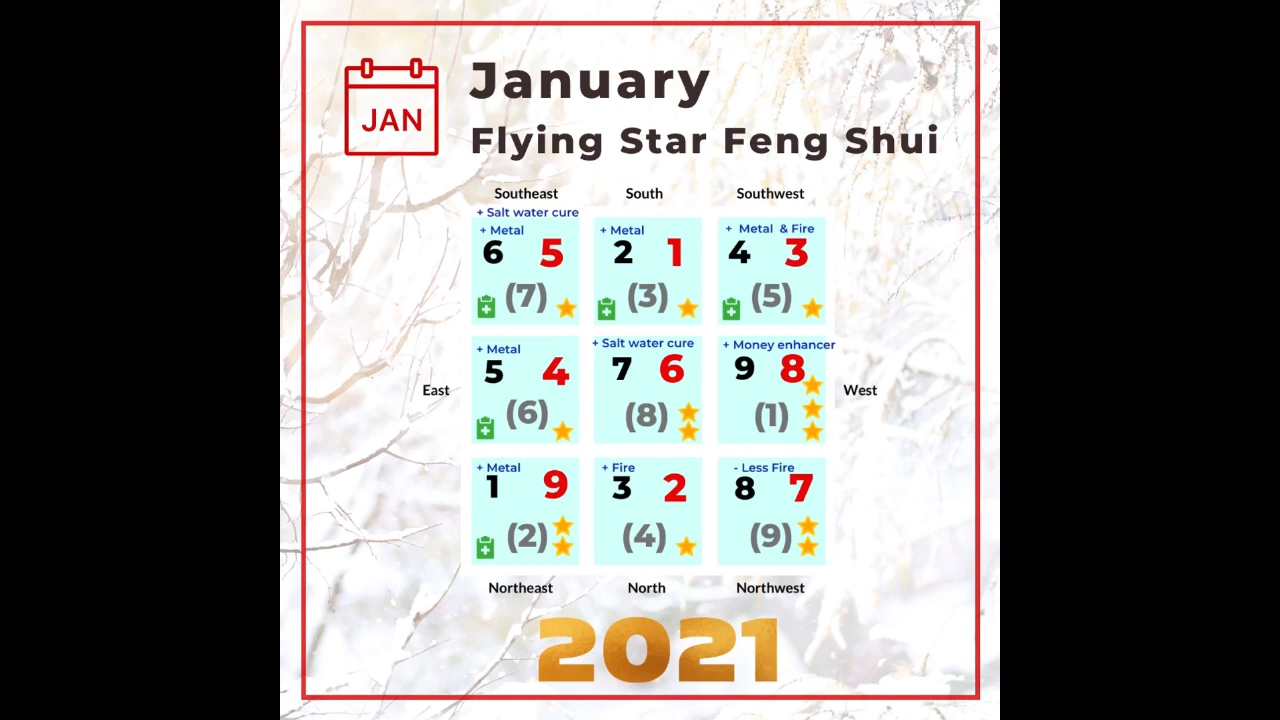 JAN
January
Flying Star Feng Shui
Southeast South Southwest
+ Salt water cure
+ Metal + Metal + Metal & Fire
6 5 2 1 4 3
(7) (3) (5)
+ Metal + Salt water cure + Money enhancer
5 4 7 6 9 8
East West
(6) (8) (1)
+ Metal + Fire - Less Fire
1 9 3 2 8 7
(2) (4) (9)
Northeast North Northwest
2021